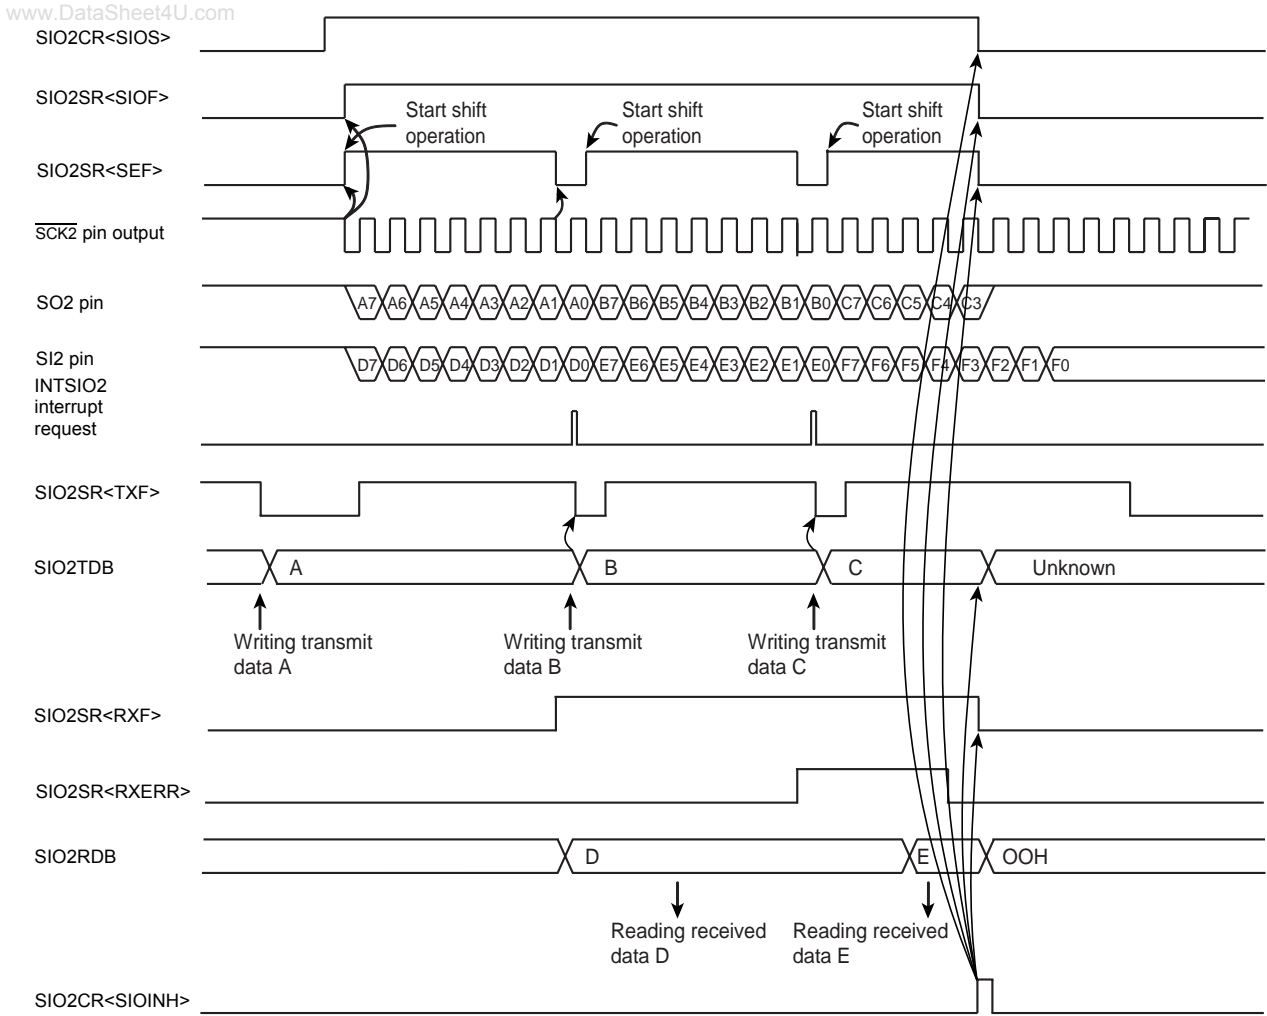 www.DataSheet4U.com
SIO2CR<SIOS>
SIO2SR<SIOF>
Start shift
operation
Start shift
operation
Start shift
operation
SIO2SR<SEF>
SCK2 pin output
SO2 pin
A7 A6 A5 A4 A3 A2 A1 A0 B7 B6 B5 B4 B3 B2 B1 B0 C7 C6 C5 C4 C3
SI2 pin
D7 D6 D5 D4 D3 D2 D1 D0 E7 E6 E5 E4 E3 E2 E1 E0 F7 F6 F5 F4 F3 F2 F1 F0
INTSIO2
interrupt
request
SIO2SR<TXF>
SIO2TDB
A B C Unknown
Writing transmit
data A
Writing transmit
data B
Writing transmit
data C
SIO2SR<RXF>
SIO2SR<RXERR>
SIO2RDB
D E OOH
Reading received
data D
Reading received
data E
SIO2CR<SIOINH>